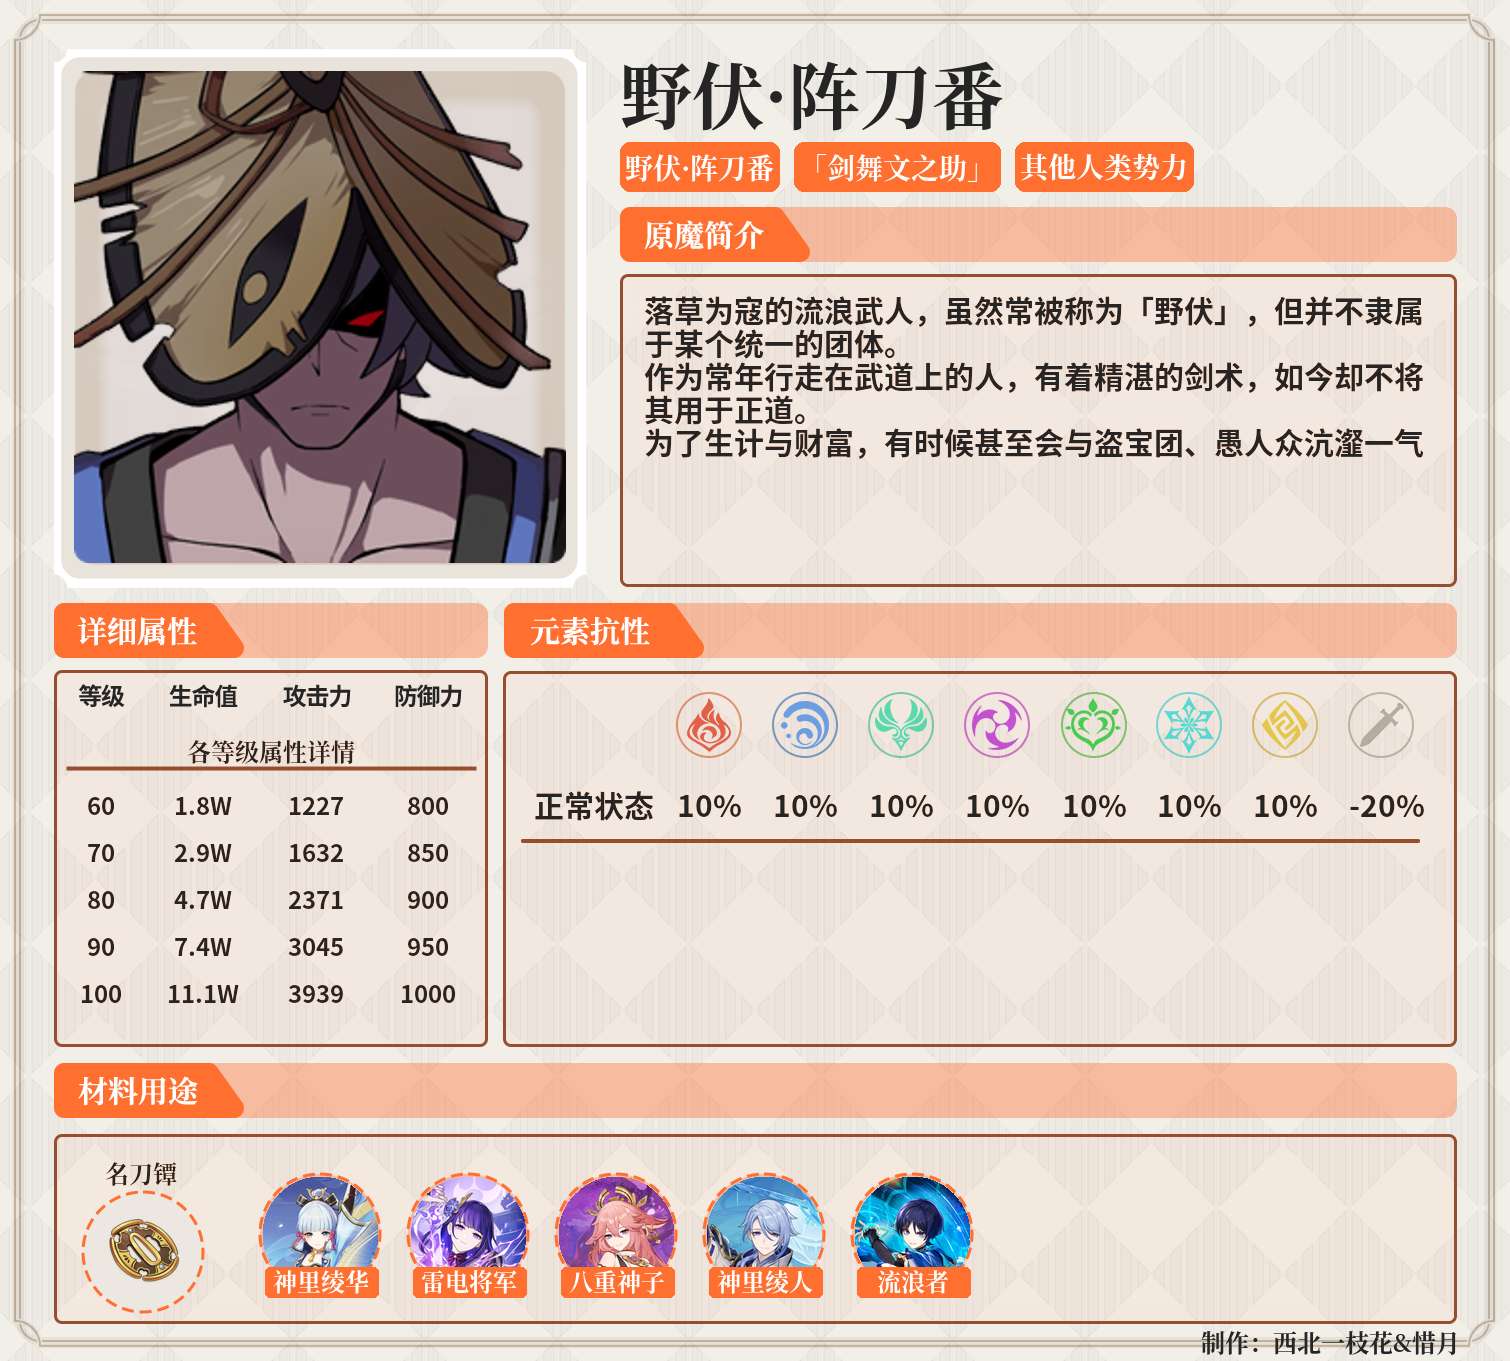 野伏·阵刀番
野伏·阵刀番 「剑舞文之助」 其他人类势力
原魔简介
落草为寇的流浪武人，虽然常被称为「野伏」，但并不隶属
于某个统一的团体。
作为常年行走在武道上的人，有着精湛的剑术，如今却不将
其用于正道。
为了生计与财富，有时候甚至会与盗宝团、愚人众沆瀣一气
详细属性
等级 生命值 攻击力 防御力
各等级属性详情
60 1.8W 1227 800
70 2.9W 1632 850
80 4.7W 2371 900
90 7.4W 3045 950
100 11.1W 3939 1000
元素抗性
正常状态 10% 10% 10% 10% 10% 10% 10% -20%
材料用途
名刀镡
神里绫华 雷电将军 八重神子 神里绫人 流浪者
制作：西北一枝花&惜月